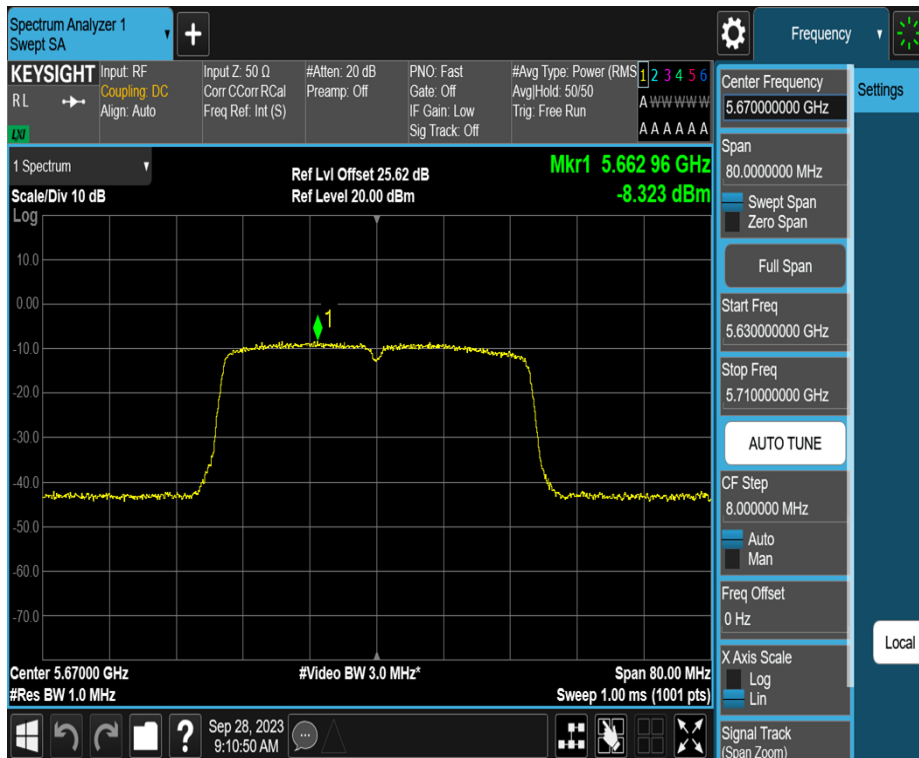 Spectrum Analyzer 1
Swept SA
+
Frequency
KEYSIGHT
RL
LXI
Input: RF
Coupling: DC
Align: Auto
Input Z: 50 Ω
Corr CCorr RCal
Freq Ref: Int (S)
#Atten: 20 dB
Preamp: Off
PNO: Fast
Gate: Off
IF Gain: Low
Sig Track: Off
#Avg Type: Power (RMS
Avg|Hold: 50/50
Trig: Free Run
1 2 3 4 5 6
A W W W W W
A A A A A A
1 Spectrum
Scale/Div 10 dB
Log
Ref Lvl Offset 25.62 dB
Ref Level 20.00 dBm
Mkr1 5.662 96 GHz
-8.323 dBm
10.0
0.00
1
-10.0
-20.0
-30.0
-40.0
-50.0
-60.0
-70.0
Center 5.67000 GHz
#Res BW 1.0 MHz
#Video BW 3.0 MHz*
Span 80.00 MHz
Sweep 1.00 ms (1001 pts)
Center Frequency
5.670000000 GHz
Settings
Span
80.0000000 MHz
Swept Span
Zero Span
Full Span
Start Freq
5.630000000 GHz
Stop Freq
5.710000000 GHz
AUTO TUNE
CF Step
8.000000 MHz
Auto
Man
Freq Offset
0 Hz
Local
X Axis Scale
Log
Lin
Signal Track
(Span Zoom)
?
Sep 28, 2023
9:10:50 AM